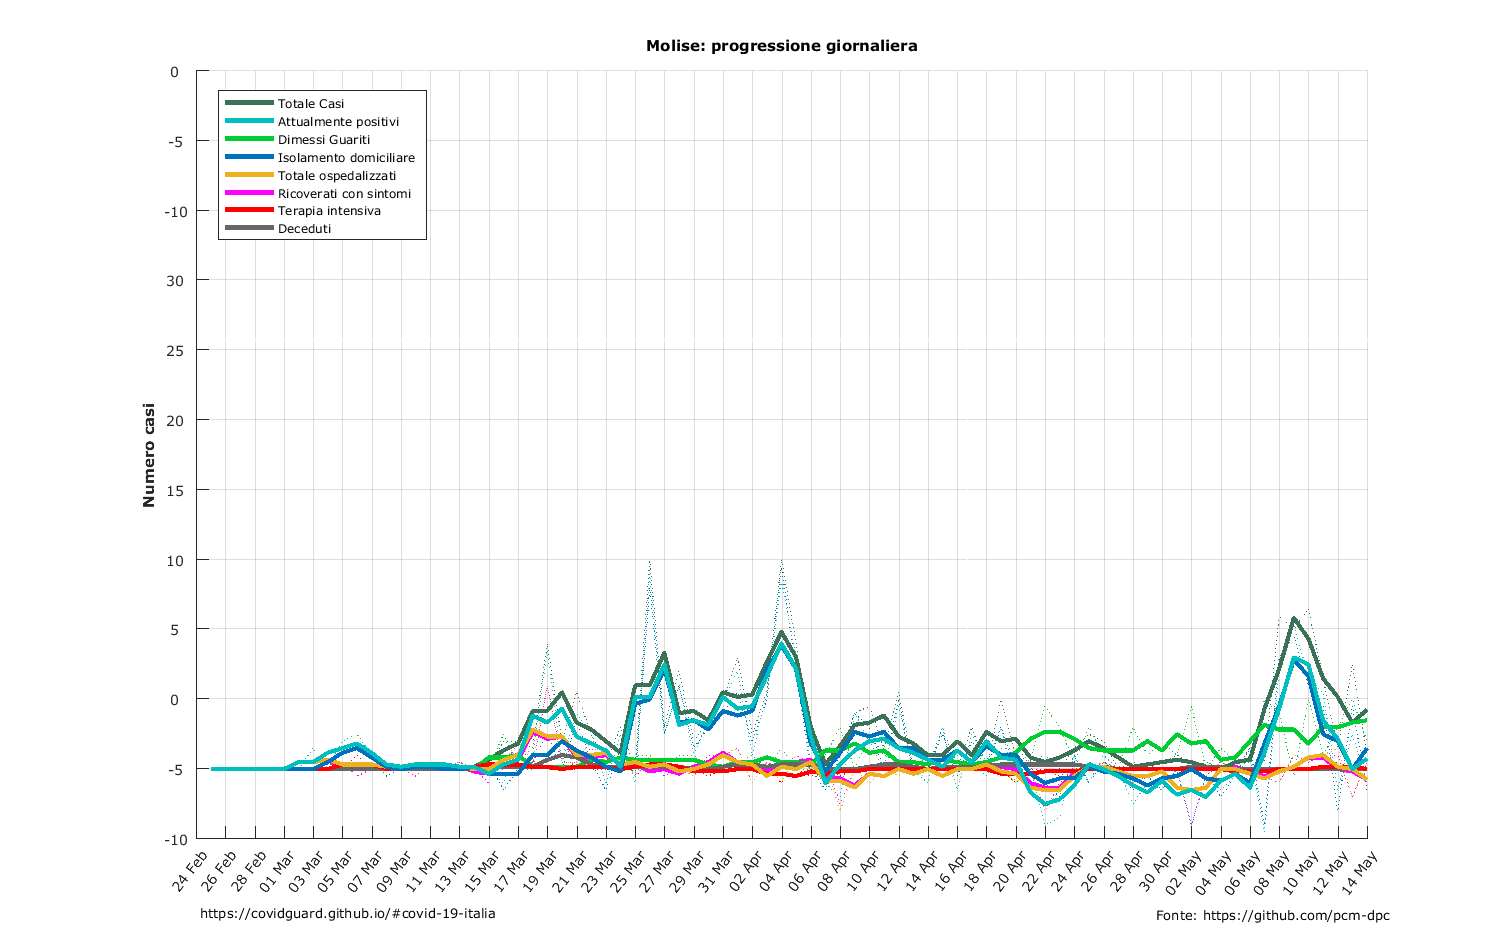 Molise: progressione giornaliera
0
-5
-10
30
25
20
15
10
5
0
-5
-10
Numero casi
Totale Casi
Attualmente positivi
Dimessi Guariti
Isolamento domiciliare
Totale ospedalizzati
Ricoverati con sintomi
Terapia intensiva
Deceduti
24 Feb
26 Feb
28 Feb
01 Mar
03 Mar
05 Mar
07 Mar
09 Mar
11 Mar
13 Mar
15 Mar
17 Mar
19 Mar
21 Mar
23 Mar
25 Mar
27 Mar
29 Mar
31 Mar
02 Apr
04 Apr
06 Apr
08 Apr
10 Apr
12 Apr
14 Apr
16 Apr
18 Apr
20 Apr
22 Apr
24 Apr
26 Apr
28 Apr
30 Apr
02 May
04 May
06 May
08 May
10 May
12 May
14 May
https://covidguard.github.io/#covid-19-italia
Fonte: https://github.com/pcm-dpc